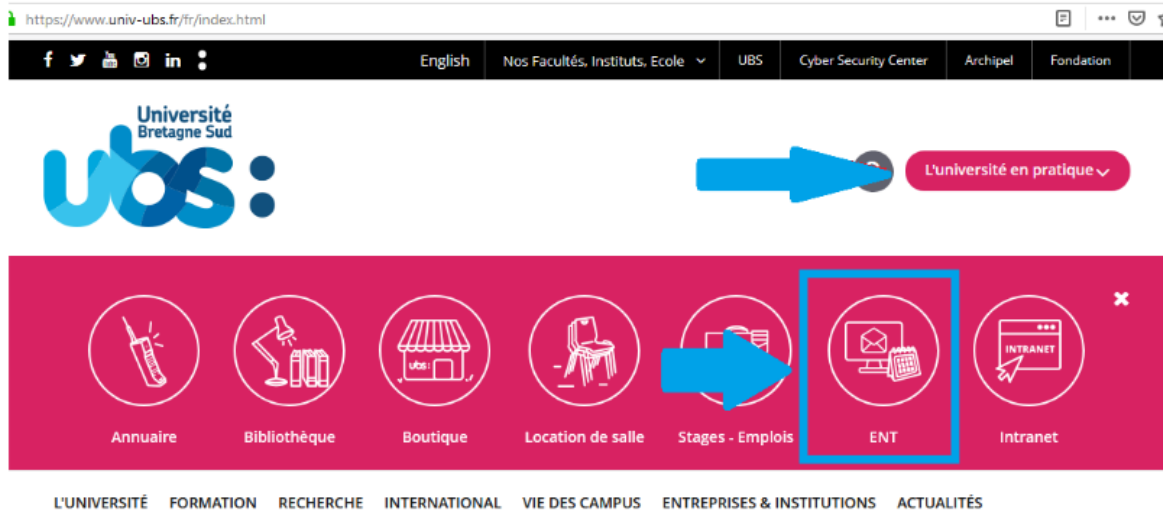 https://www.univ-ubs.fr/fr/index.html
English Nos Facultés, Instituts, Ecole UBS Cyber Security Center Archipel Fondation
Université
Bretagne Sud
ubs:
L'université en pratique
ubs:
INTRANET
Annuaire Bibliothèque Boutique Location de salle Stages - Emplois ENT Intranet
L'UNIVERSITÉ FORMATION RECHERCHE INTERNATIONAL VIE DES CAMPUS ENTREPRISES & INSTITUTIONS ACTUALITÉS